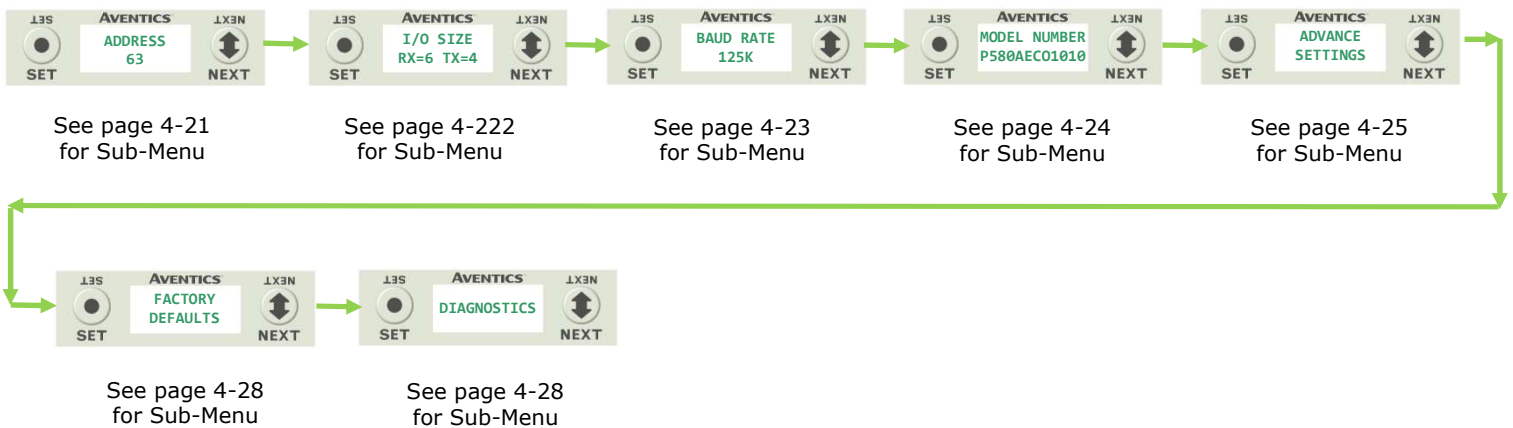 SET AVENTICS NEXT
ADDRESS
63
SET NEXT
See page 4-21
for Sub-Menu
SET AVENTICS NEXT
I/O SIZE
RX=6 TX=4
SET NEXT
See page 4-222
for Sub-Menu
SET AVENTICS NEXT
BAUD RATE
125K
SET NEXT
See page 4-23
for Sub-Menu
SET AVENTICS NEXT
MODEL NUMBER
P580AECO1010
SET NEXT
See page 4-24
for Sub-Menu
SET AVENTICS NEXT
ADVANCE
SETTINGS
SET NEXT
See page 4-25
for Sub-Menu
SET AVENTICS NEXT
FACTORY
DEFAULTS
SET NEXT
See page 4-28
for Sub-Menu
SET AVENTICS NEXT
DIAGNOSTICS
SET NEXT
See page 4-28
for Sub-Menu